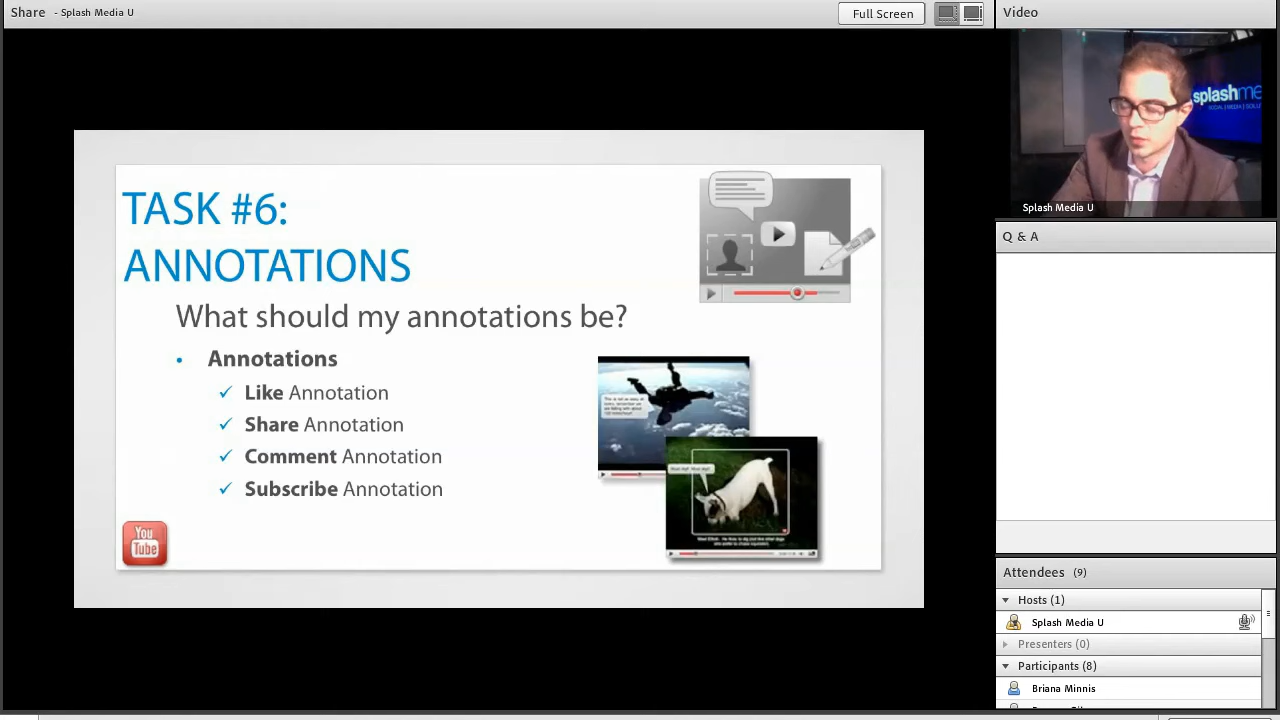 Share - Splash Media U
Full Screen
Video
TASK #6:
ANNOTATIONS
What should my annotations be?
• Annotations
✓ Like Annotation
✓ Share Annotation
✓ Comment Annotation
✓ Subscribe Annotation
You
Tube
splashme
Splash Media U
Q & A
Attendees (9)
Hosts (1)
Splash Media U
Presenters (0)
Participants (8)
Briana Minnis